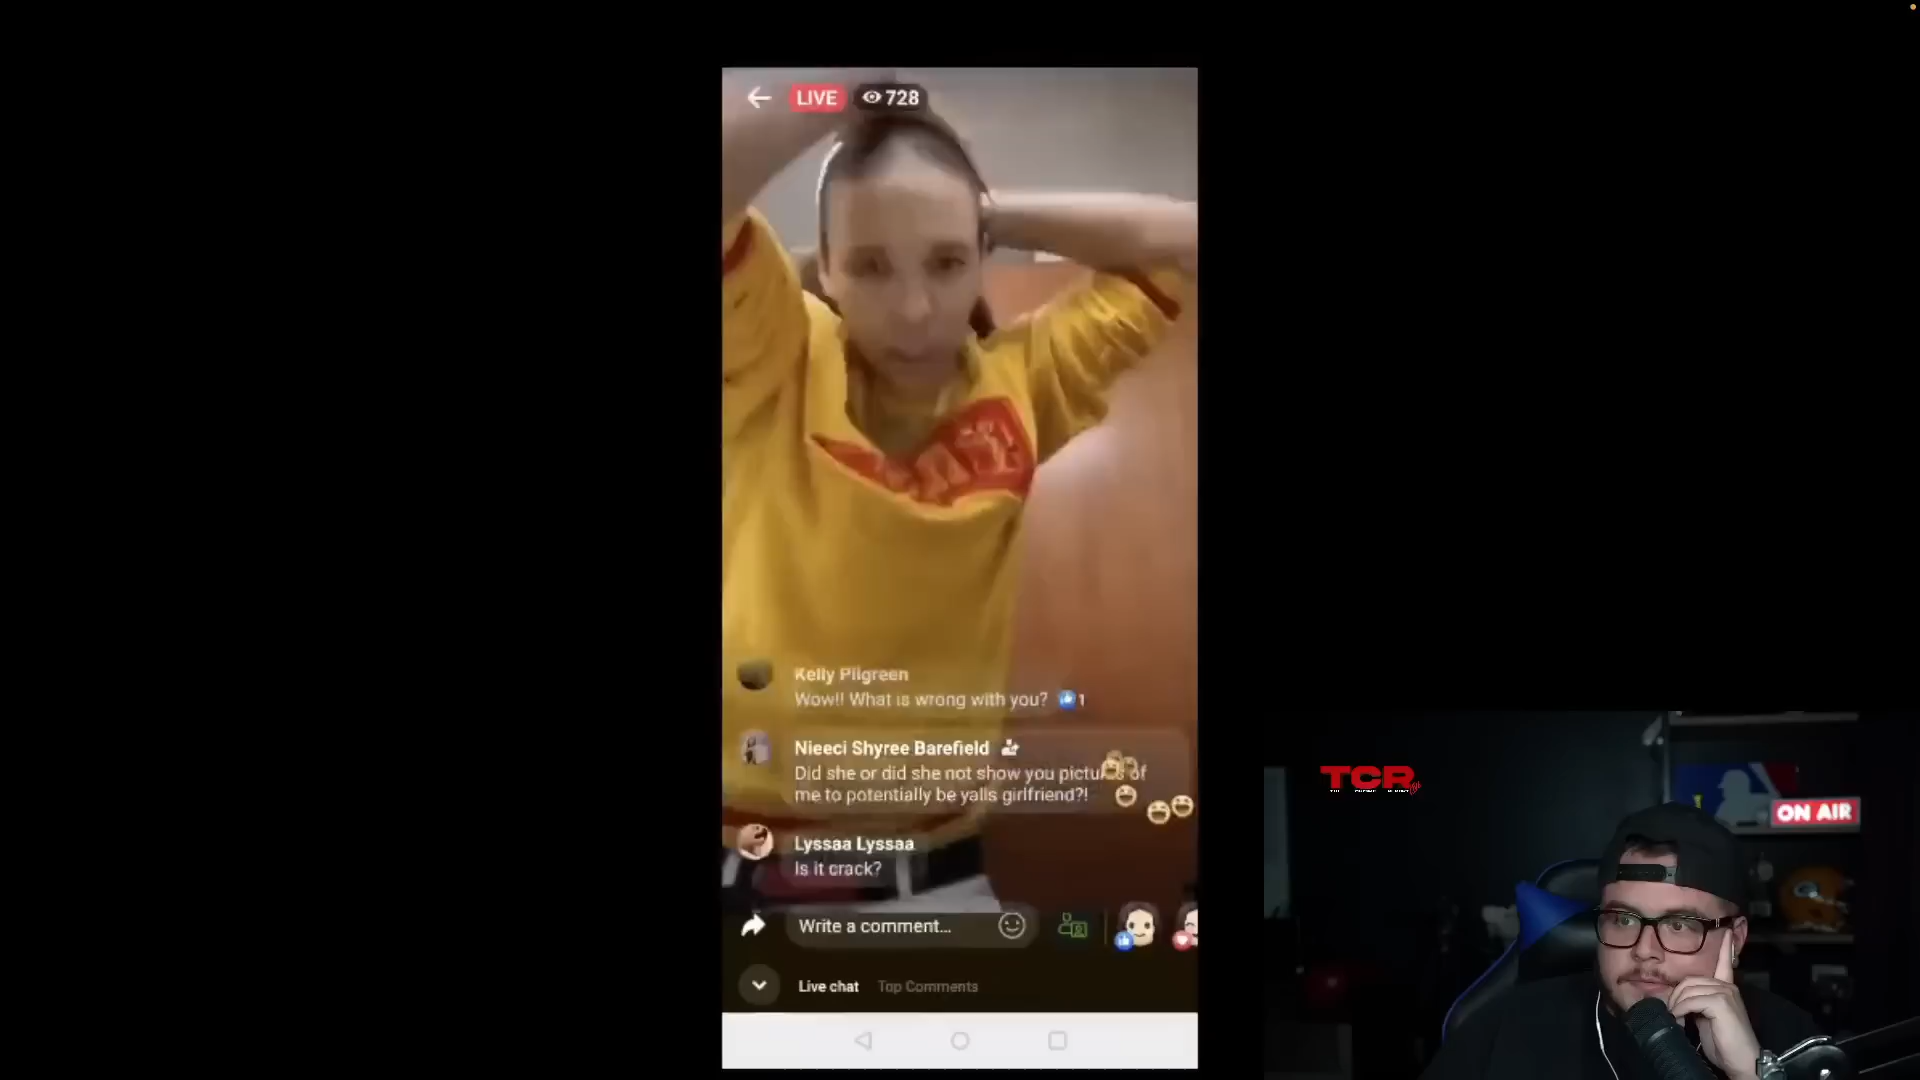 LIVE 728
Kelly Pilgreen
Wow!! What is wrong with you? 1
Nieeci Shyree Barefield
Did she or did she not show you pictures of
me to potentially be yalls girlfriend?!
Lyssaa Lyssaa
Is it crack?
Write a comment...
Live chat Top Comments
TCR
ON AIR